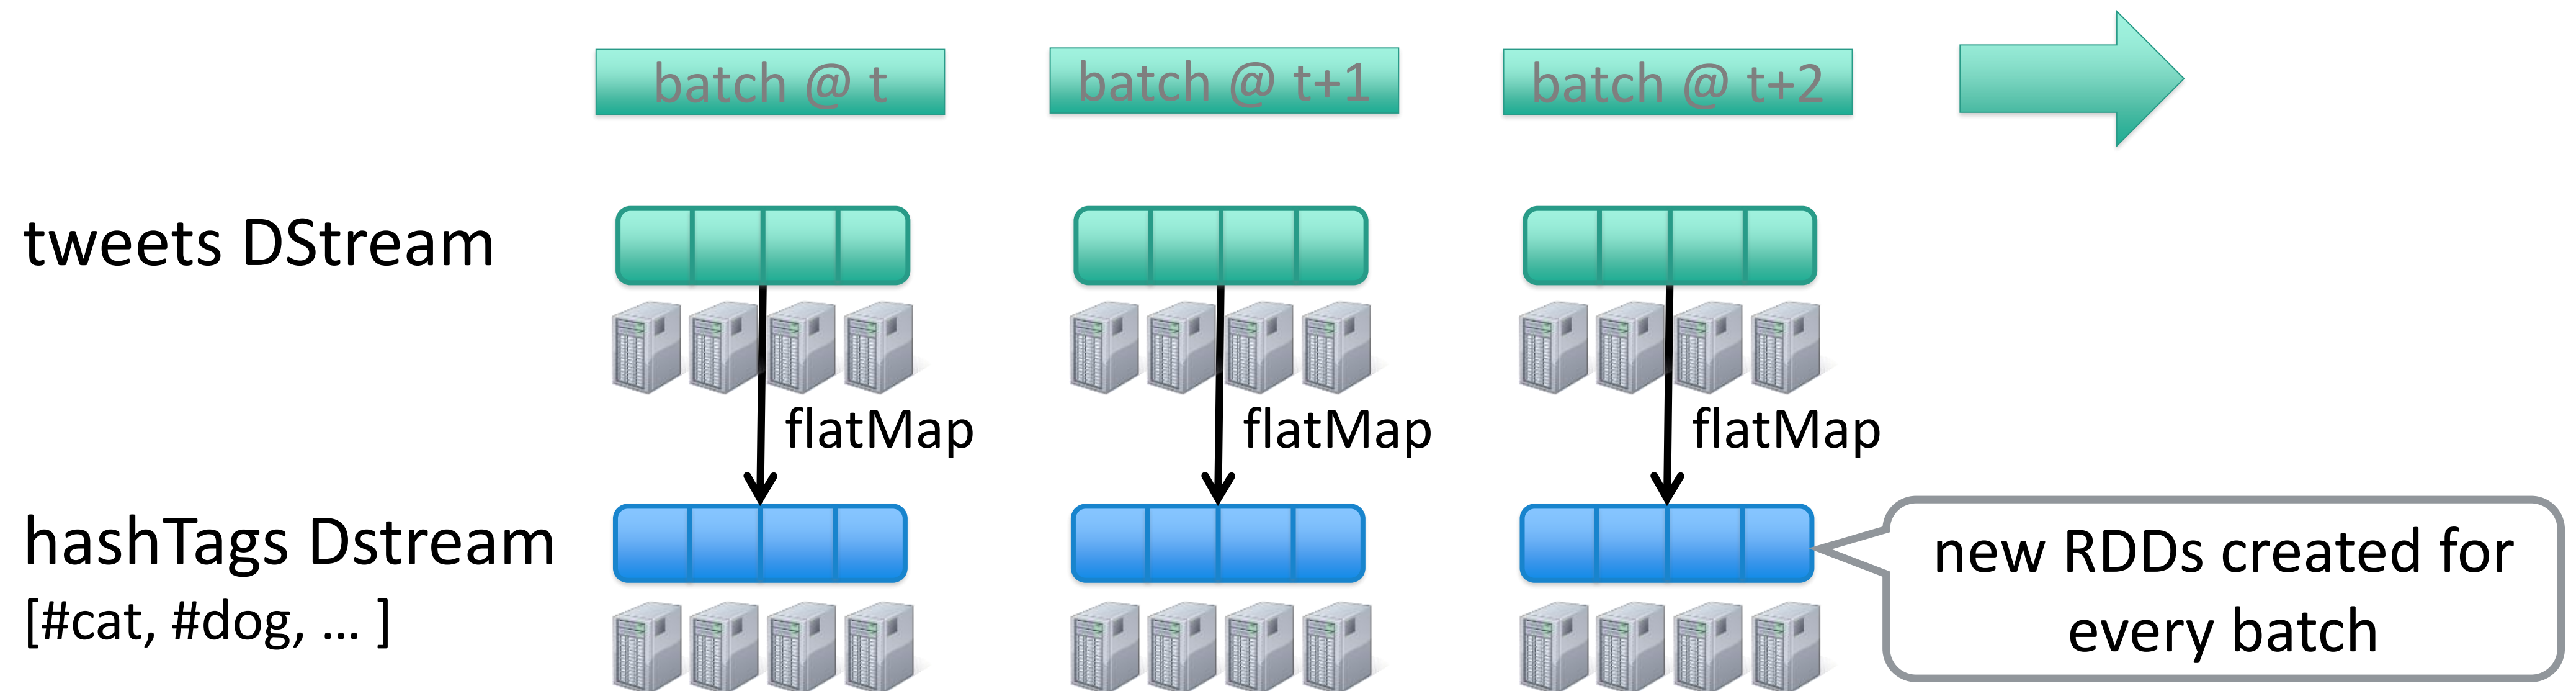 batch @ t
batch @ t+1
batch @ t+2
tweets DStream
flatMap
flatMap
flatMap
hashTags Dstream
[#cat, #dog, … ]
new RDDs created for
every batch